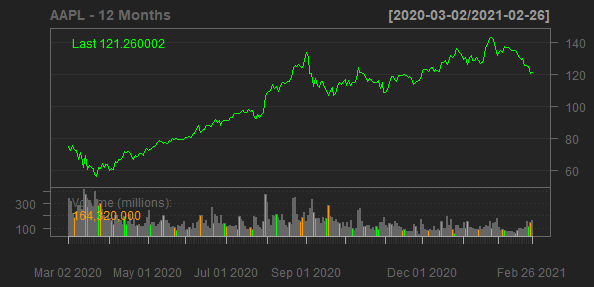 AAPL - 12 Months [2020-03-02/2021-02-26]
Last 121.260002
140
120
100
80
60
Volume (millions):
164,320,000
300
100
Mar 02 2020 May 01 2020 Jul 01 2020 Sep 01 2020 Dec 01 2020 Feb 26 2021